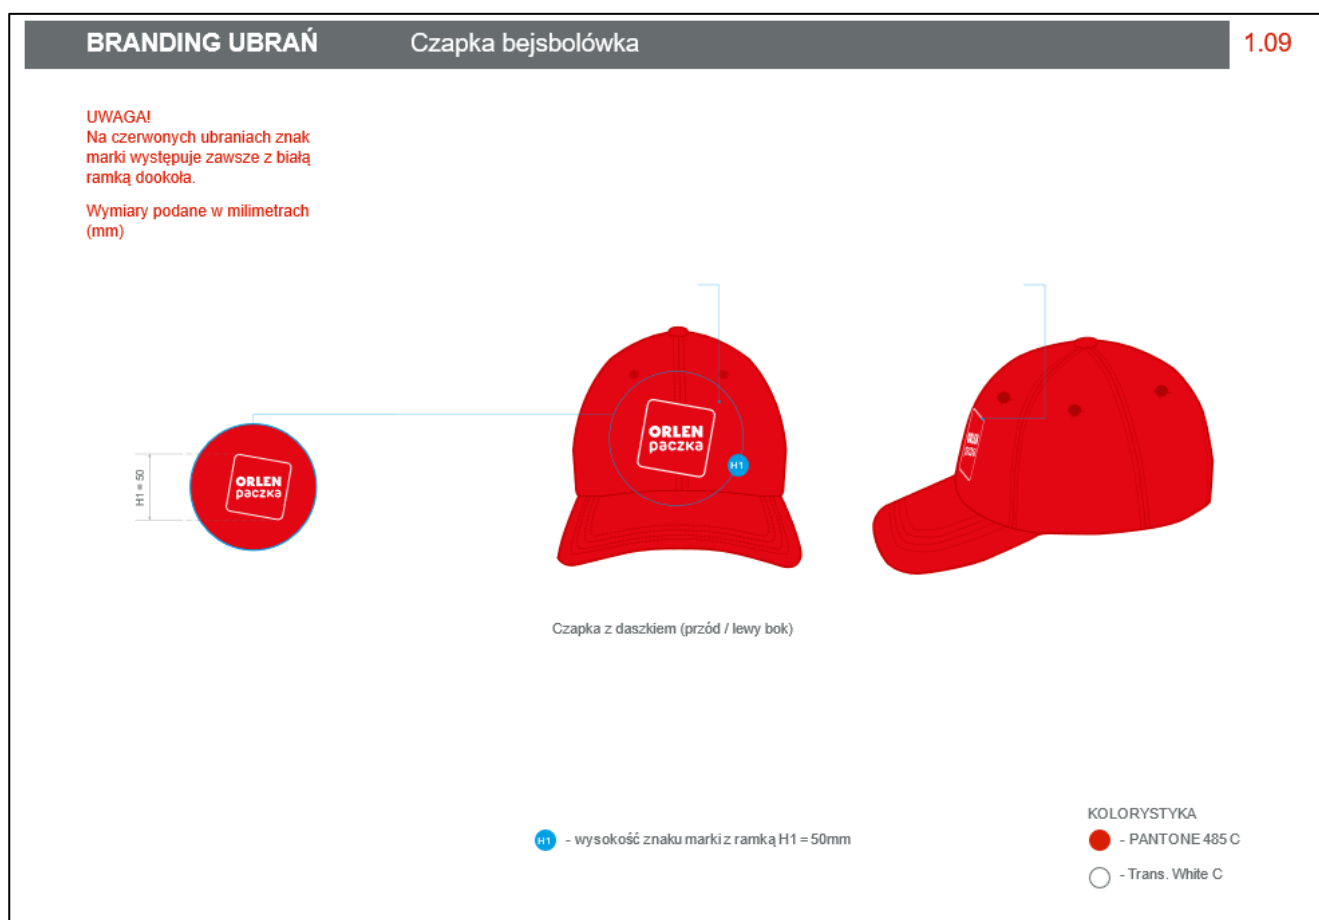 BRANDING UBRAŃ Czapka bejsbolówka 1.09
UWAGA!
Na czerwonych ubraniach znak
marki występuje zawsze z białą
ramką dookoła.
Wymiary podane w milimetrach
(mm)
H1 = 50
ORLEN
paczka
ORLEN
paczka
H1
ORLEN
paczka
Czapka z daszkiem (przód / lewy bok)
H1 - wysokość znaku marki z ramką H1 = 50mm
KOLORYSTYKA
- PANTONE 485 C
- Trans. White C